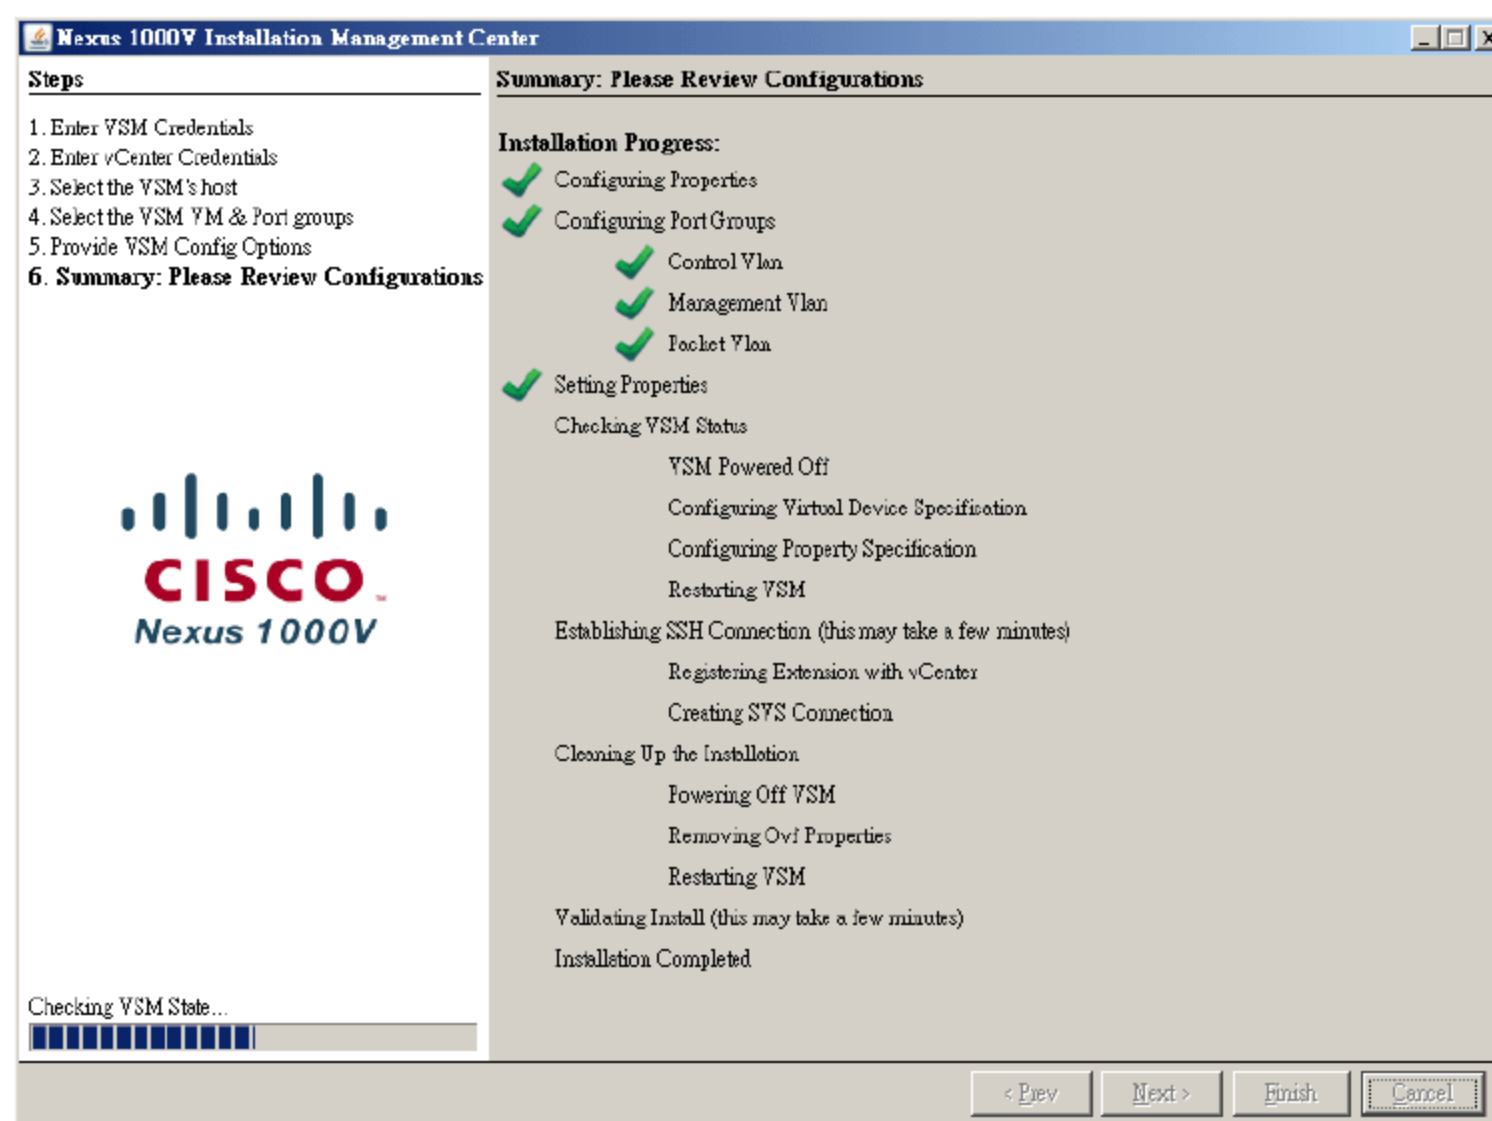 Nexus 1000V Installation Management Center
Steps
1. Enter VSM Credentials
2. Enter vCenter Credentials
3. Select the VSM's host
4. Select the VSM VM & Port groups
5. Provide VSM Config Options
6. Summary: Please Review Configurations
CISCO
Nexus 1000V
Checking VSM State...
Summary: Please Review Configurations
Installation Progress:
Configuring Properties
Configuring Port Groups
Control Vlan
Management Vlan
Packet Vlan
Setting Properties
Checking VSM Status
VSM Powered Off
Configuring Virtual Device Specification
Configuring Property Specification
Restarting VSM
Establishing SSH Connection (this may take a few minutes)
Registering Extension with vCenter
Creating SVS Connection
Cleaning Up the Installation
Powering Off VSM
Removing Ovf Properties
Restarting VSM
Validating Install (this may take a few minutes)
Installation Completed
< Prev
Next >
Finish
Cancel